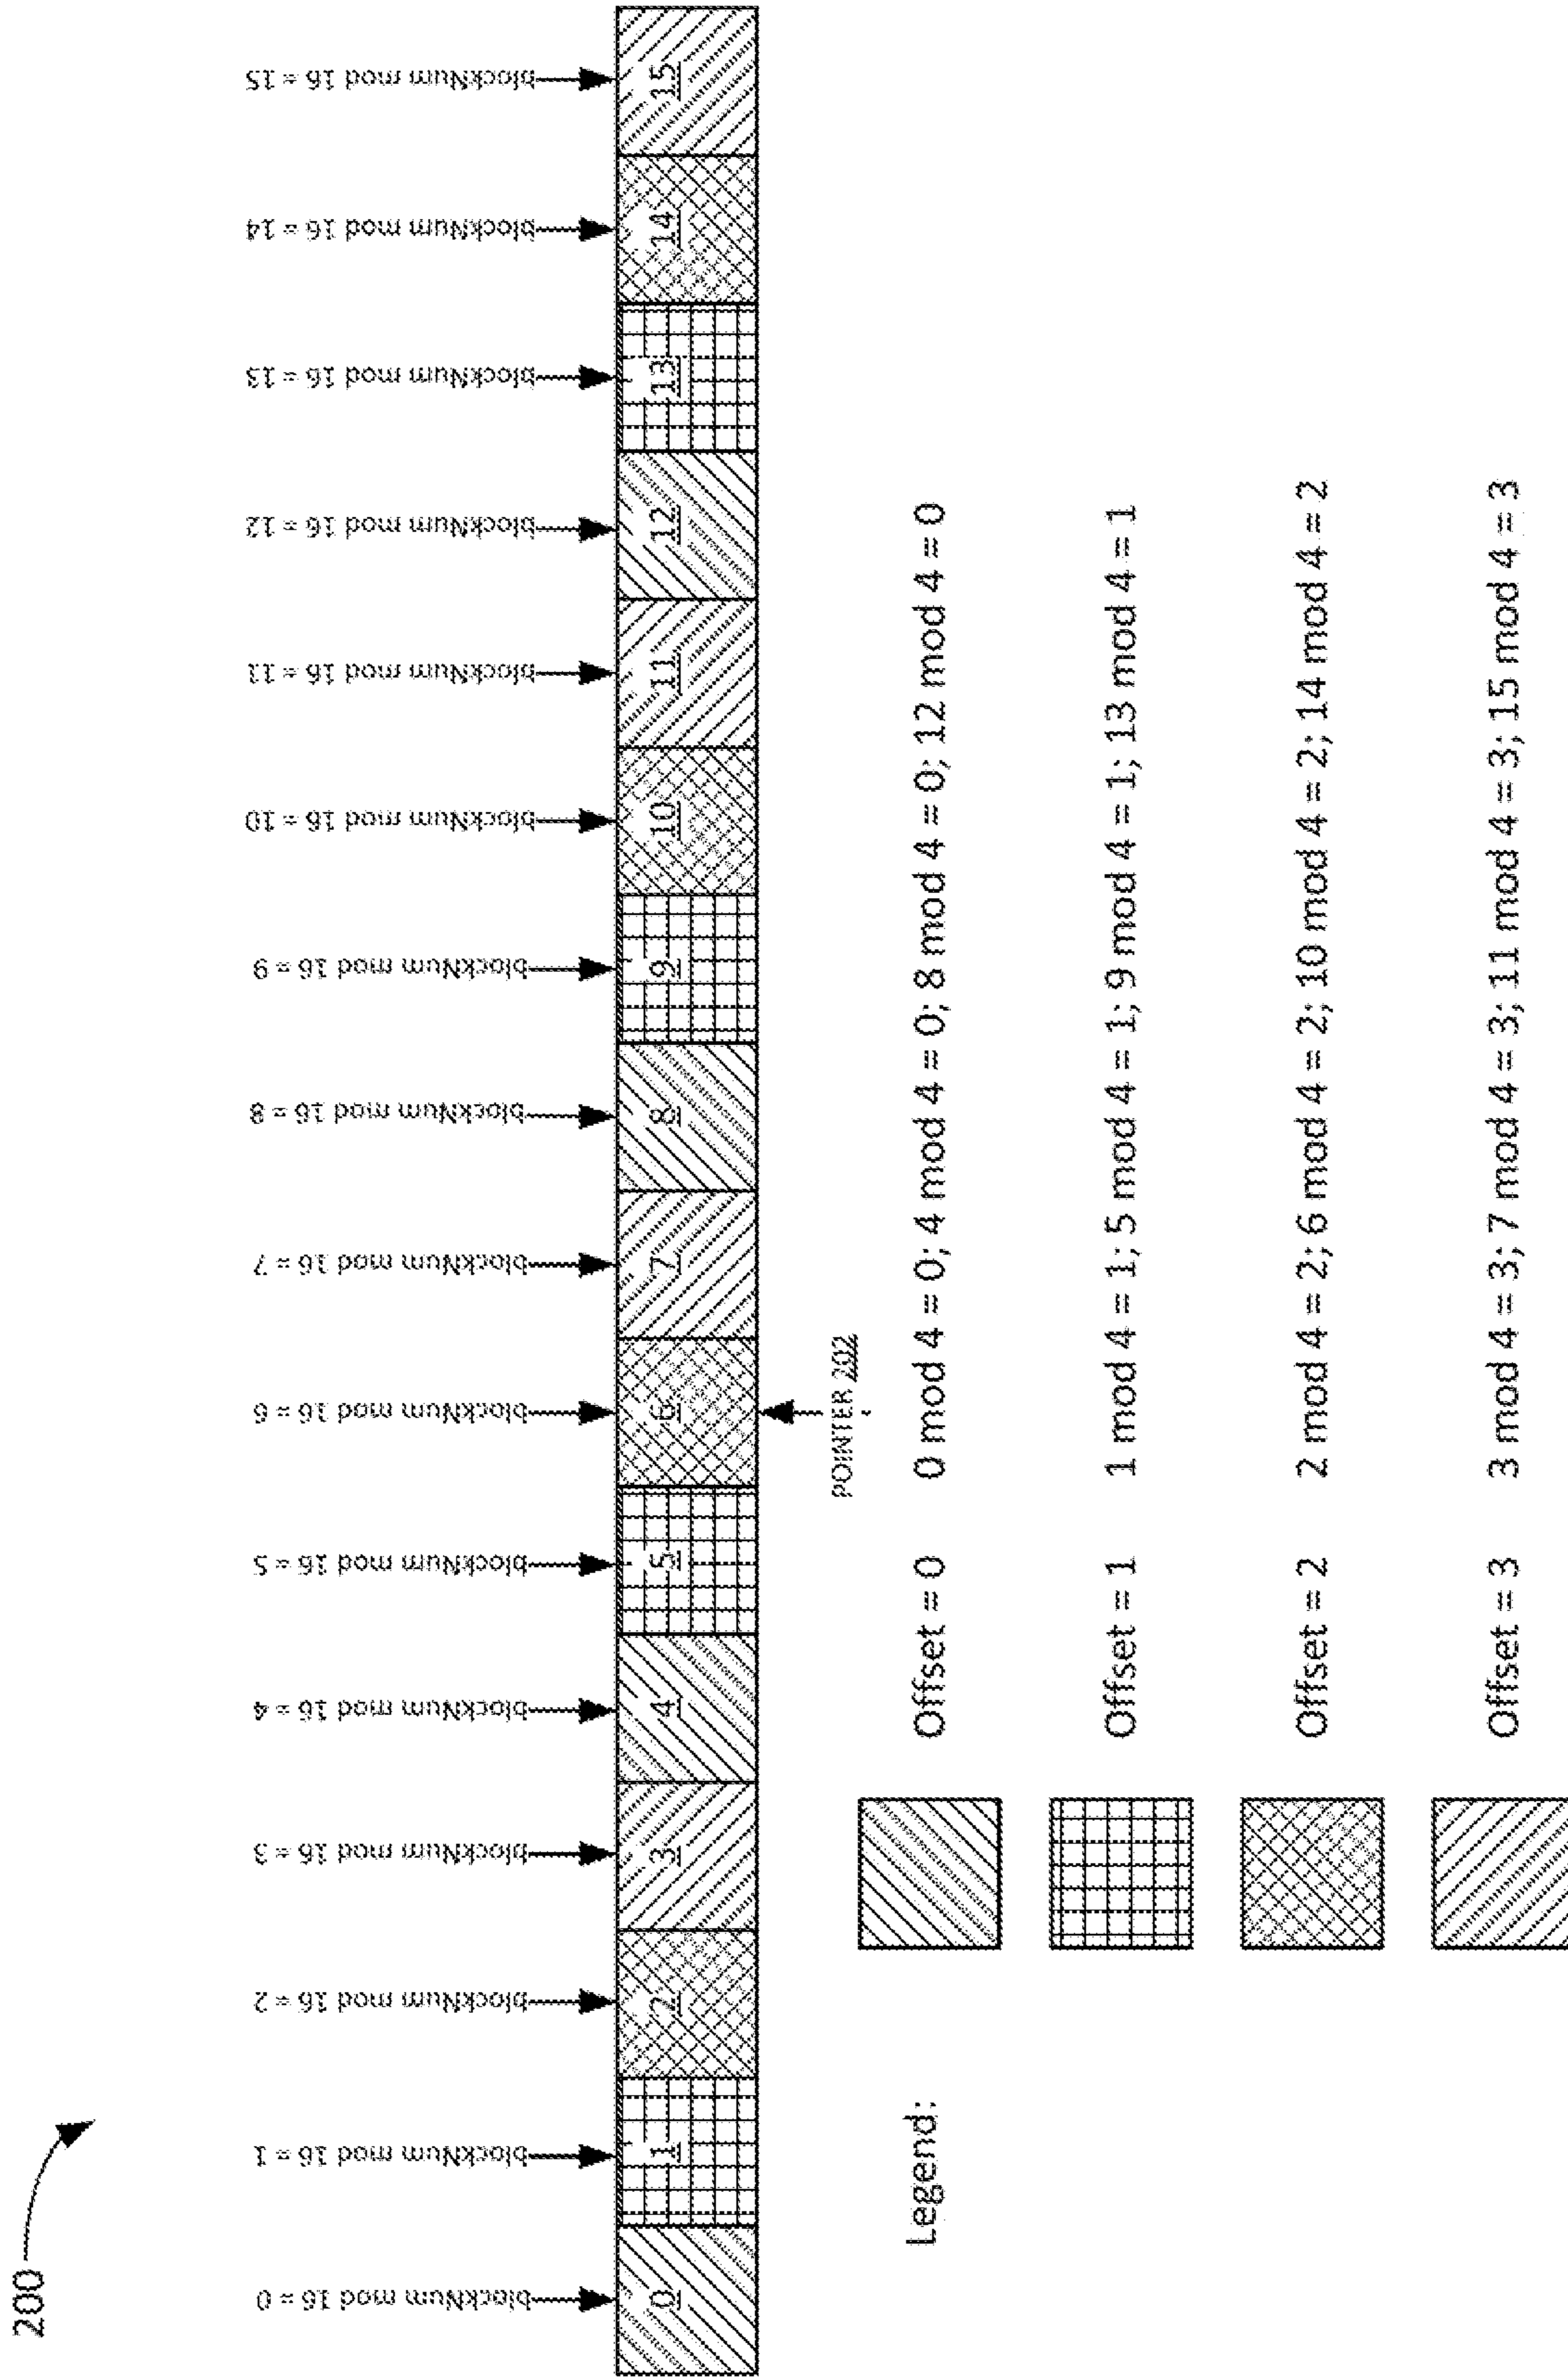 200
blockNum mod 16 = 0
blockNum mod 16 = 1
blockNum mod 16 = 2
blockNum mod 16 = 3
blockNum mod 16 = 4
blockNum mod 16 = 5
blockNum mod 16 = 6
blockNum mod 16 = 7
blockNum mod 16 = 8
blockNum mod 16 = 9
blockNum mod 16 = 10
blockNum mod 16 = 11
blockNum mod 16 = 12
blockNum mod 16 = 13
blockNum mod 16 = 14
blockNum mod 16 = 15
0 1 2 3 4 5 6 7 8 9 10 11 12 13 14 15
POINTER 202
Legend:
Offset = 0 0 mod 4 = 0; 4 mod 4 = 0; 8 mod 4 = 0; 12 mod 4 = 0
Offset = 1 1 mod 4 = 1; 5 mod 4 = 1; 9 mod 4 = 1; 13 mod 4 = 1
Offset = 2 2 mod 4 = 2; 6 mod 4 = 2; 10 mod 4 = 2; 14 mod 4 = 2
Offset = 3 3 mod 4 = 3; 7 mod 4 = 3; 11 mod 4 = 3; 15 mod 4 = 3